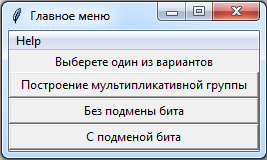 Главное меню
Help
Выберете один из вариантов
Построение мультипликативной группы
Без подмены бита
С подменой бита